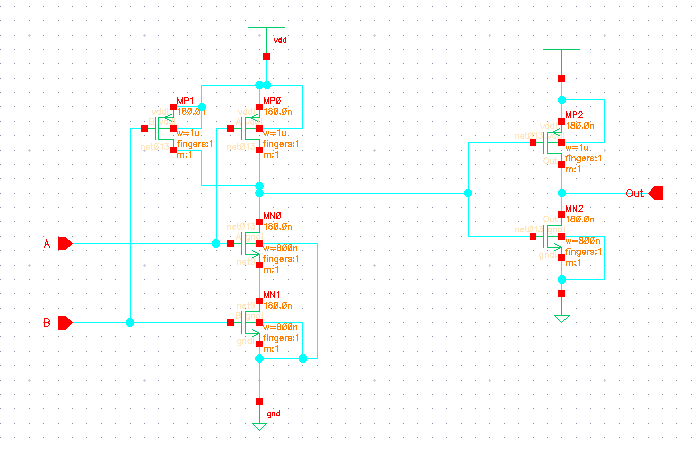 vdd
MP1
180.0n
w=1u
fingers:1
m:1
MP0
180.0n
w=1u
fingers:1
m:1
MP2
180.0n
w=1u
fingers:1
m:1
A
MN0
180.0n
w=800n
fingers:1
m:1
Out
MN2
180.0n
w=800n
fingers:1
m:1
B
MN1
180.0n
w=800n
fingers:1
m:1
gnd